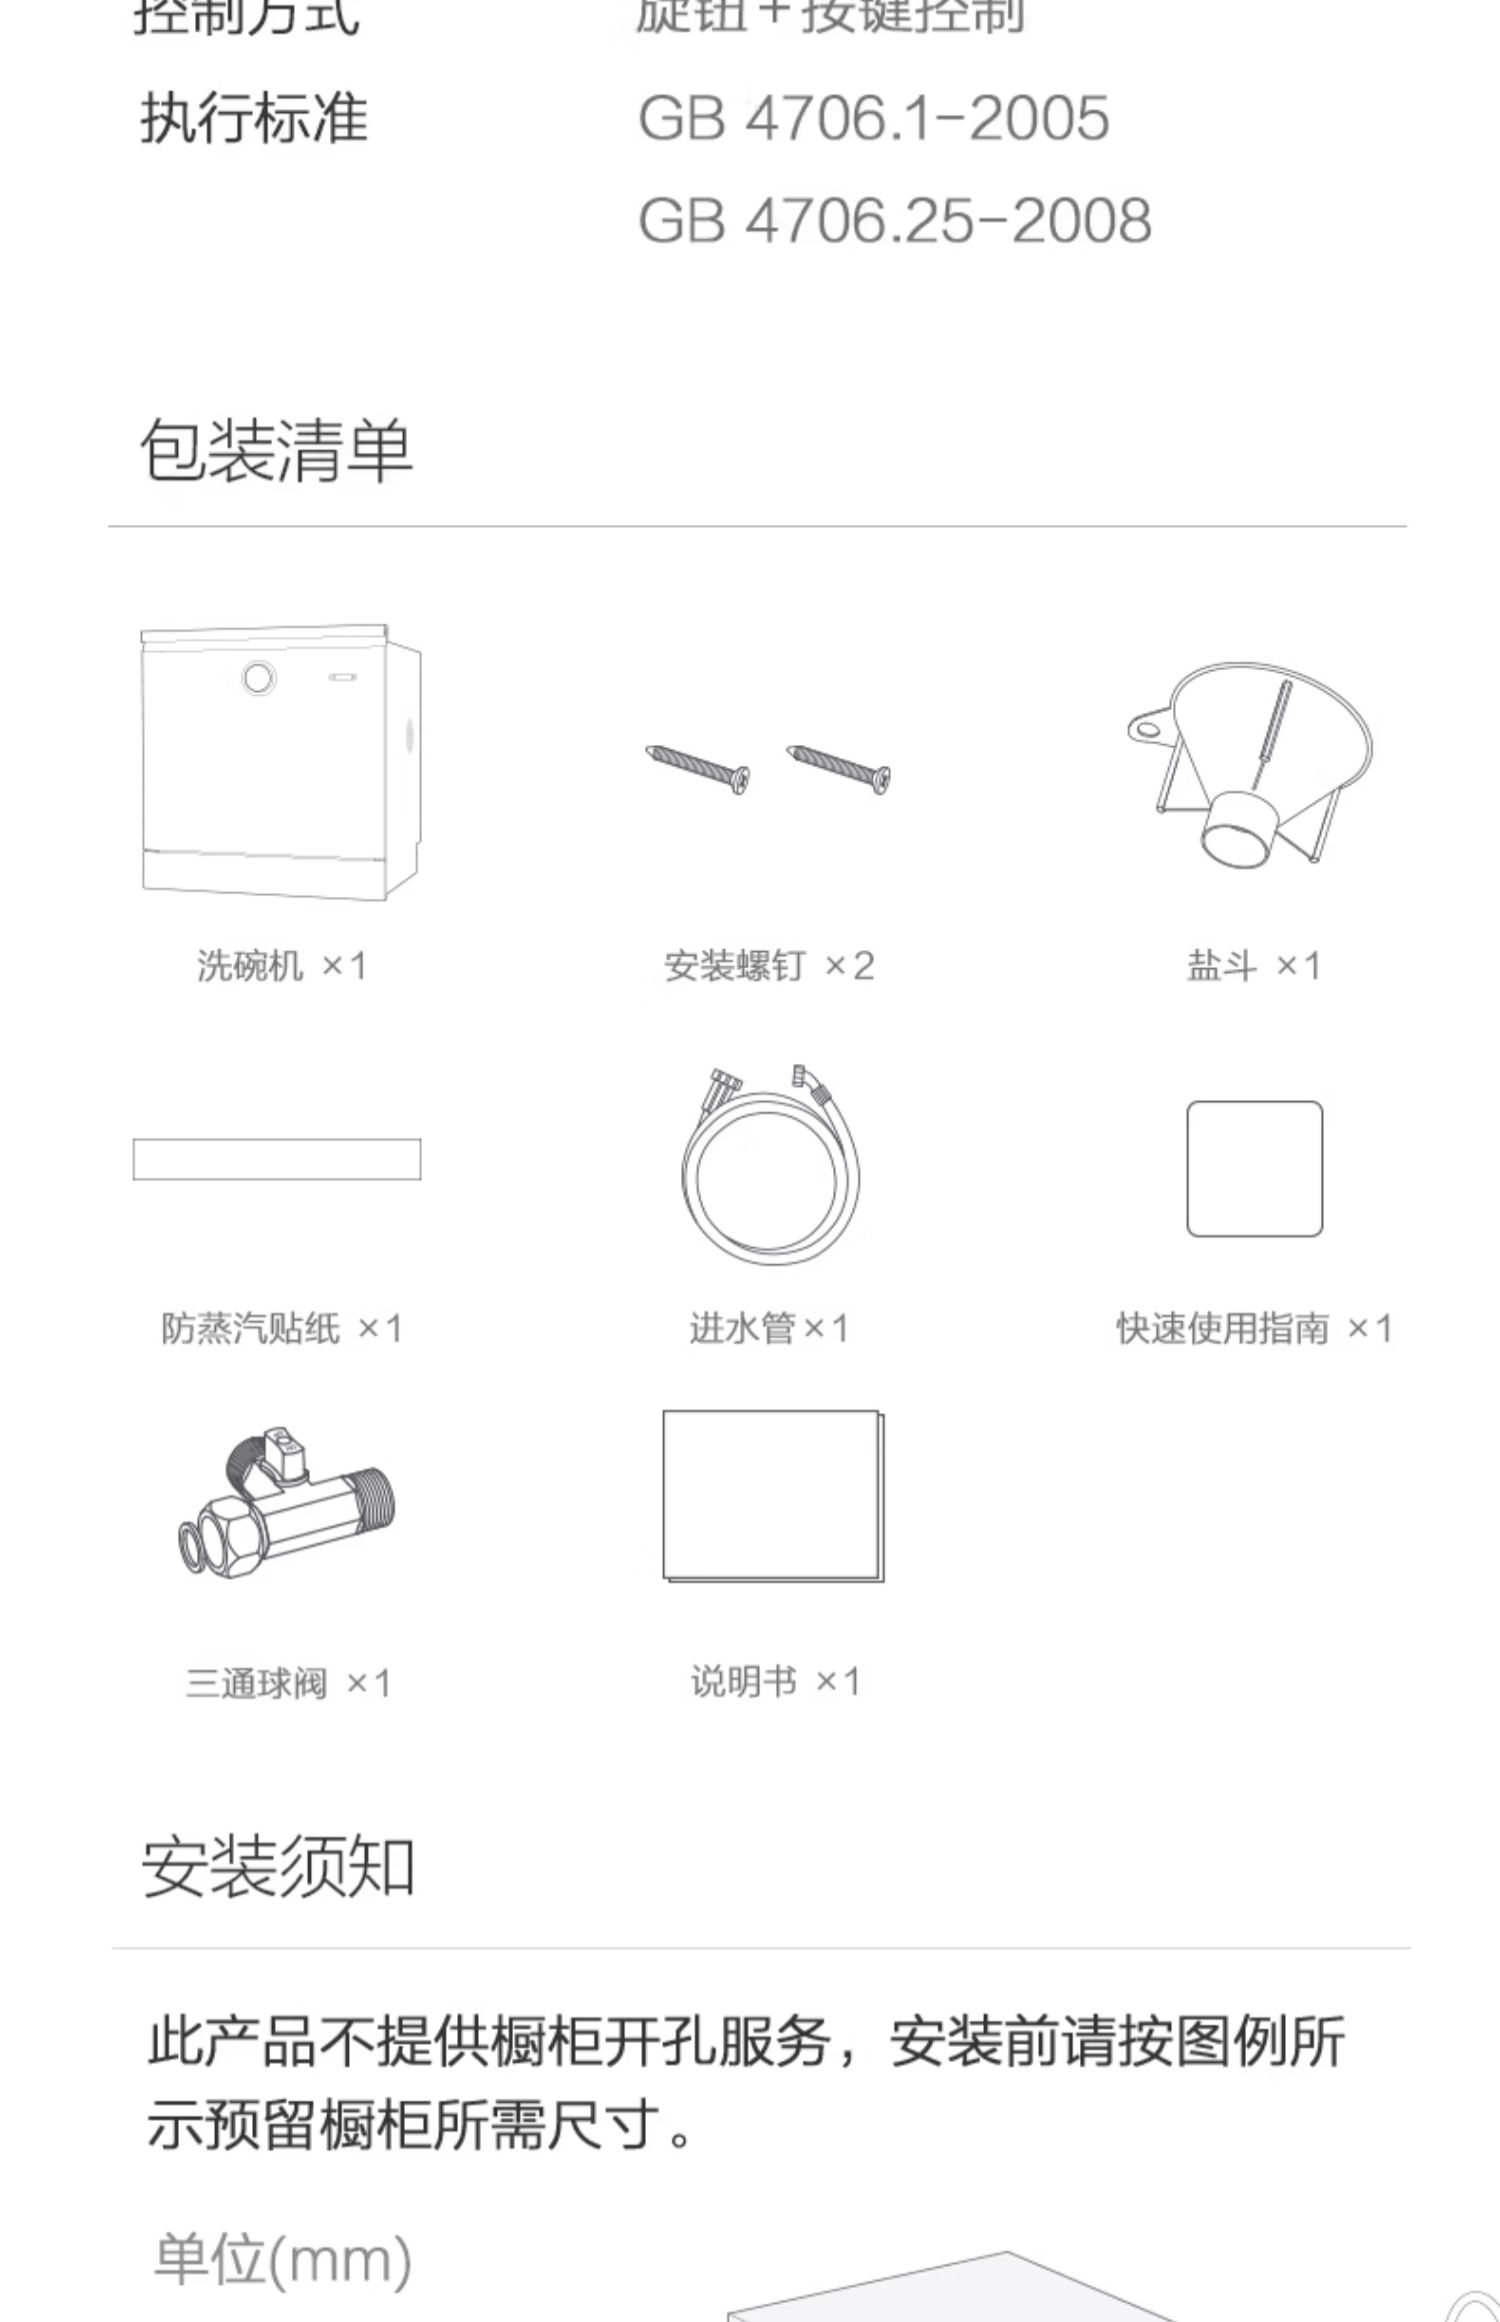 控制方式 旋钮+按键控制
执行标准 GB 4706.1-2005
GB 4706.25-2008
包装清单
洗碗机 ×1 安装螺钉 ×2 盐斗 ×1
防蒸汽贴纸 ×1 进水管×1 快速使用指南 ×1
三通球阀 ×1 说明书 ×1
安装须知
此产品不提供橱柜开孔服务，安装前请按图例所
示预留橱柜所需尺寸。
单位(mm)